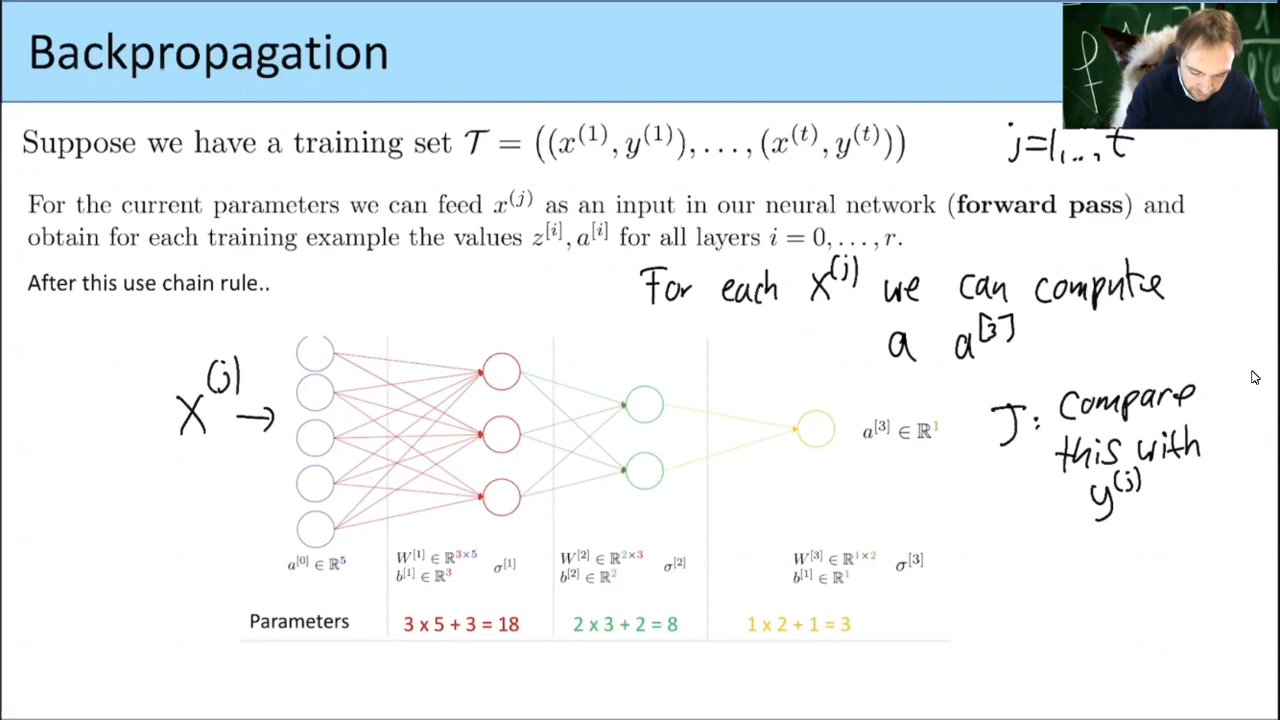 Backpropagation
Suppose we have a training set 𝒯 = ((x^(1), y^(1)), . . . , (x^(t), y^(t)))
j=1,..,t
For the current parameters we can feed x^(j) as an input in our neural network (forward pass) and
obtain for each training example the values z^[i], a^[i] for all layers i = 0, . . . , r.
After this use chain rule..
For each x^(j) we can compute
a a^[3]
x^(j) →
a^[3] ∈ ℝ^1
J: Compare
this with
y^(j)
a^[0] ∈ ℝ^5
W^[1] ∈ ℝ^3×5
b^[1] ∈ ℝ^3
σ^[1]
W^[2] ∈ ℝ^2×3
b^[2] ∈ ℝ^2
σ^[2]
W^[3] ∈ ℝ^1×2
b^[1] ∈ ℝ^1
σ^[3]
Parameters 3 x 5 + 3 = 18 2 x 3 + 2 = 8 1 x 2 + 1 = 3